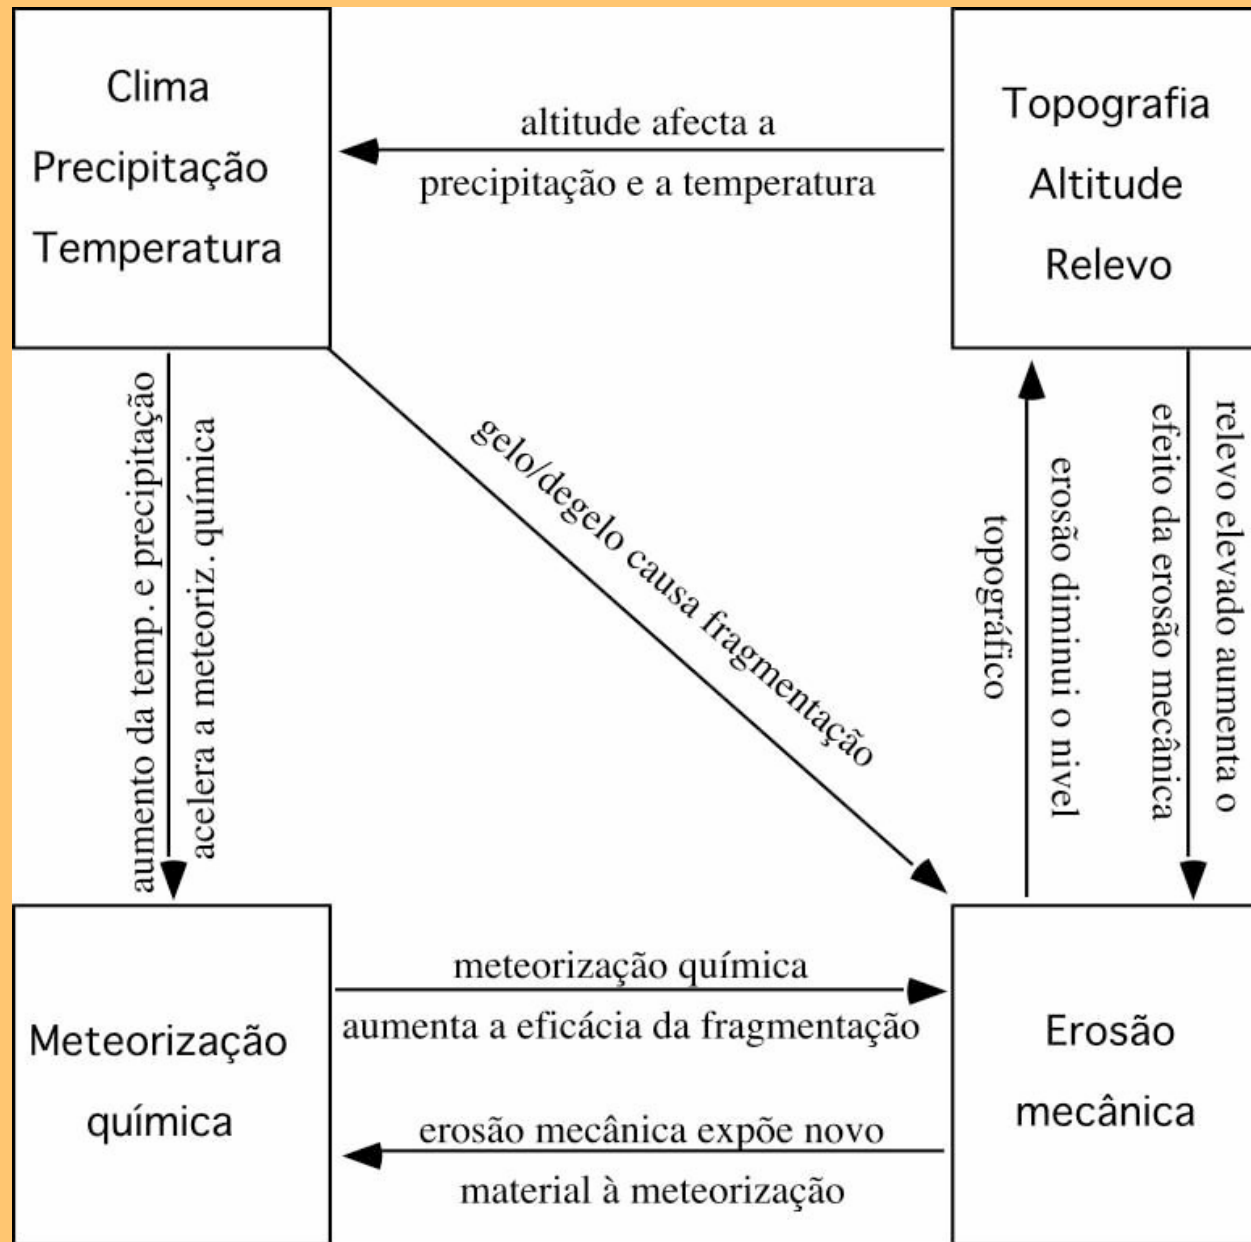 Clima
Precipitação
Temperatura
altitude afecta a
precipitação e a temperatura
Topografia
Altitude
Relevo
aumento da temp. e precipitação
acelera a meteoriz. química
gelo/degelo causa fragmentação
erosão diminui o nivel
topográfico
relevo elevado aumenta o
efeito da erosão mecânica
Meteorização
química
meteorização química
aumenta a eficácia da fragmentação
erosão mecânica expõe novo
material à meteorização
Erosão
mecânica